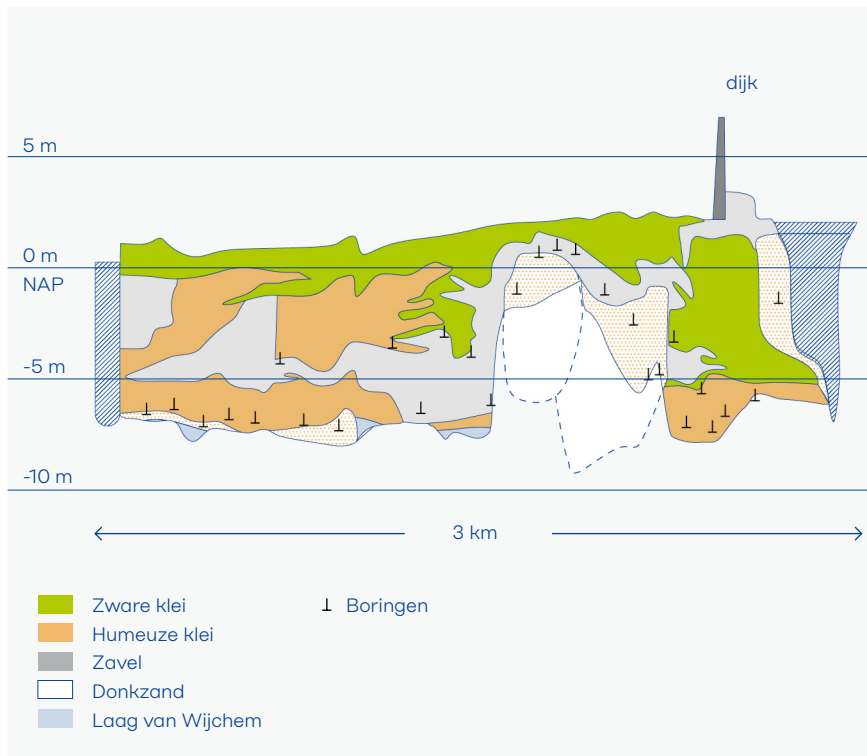 dijk
5 m
0 m
NAP
-5 m
-10 m
3 km
Zware klei
Boringen
Humeuze klei
Zavel
Donkzand
Laag van Wijchem